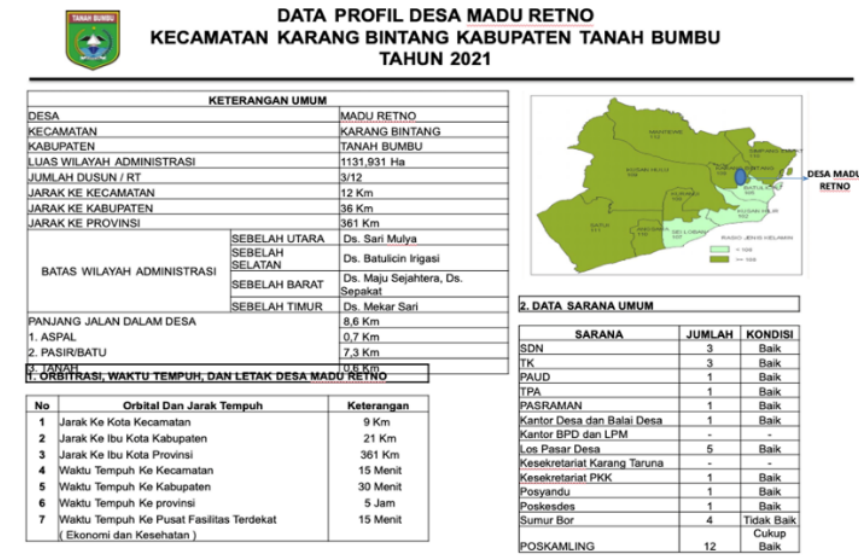 TANAH BUMBU
DATA PROFIL DESA MADU RETNO
KECAMATAN KARANG BINTANG KABUPATEN TANAH BUMBU
TAHUN 2021
KETERANGAN UMUM
DESA MADU RETNO
KECAMATAN KARANG BINTANG
KABUPATEN TANAH BUMBU
LUAS WILAYAH ADMINISTRASI 1131,931 Ha
JUMLAH DUSUN / RT 3/12
JARAK KE KECAMATAN 12 Km
JARAK KE KABUPATEN 36 Km
JARAK KE PROVINSI 361 Km
BATAS WILAYAH ADMINISTRASI
SEBELAH UTARA Ds. Sari Mulya
SEBELAH SELATAN Ds. Batulicin Irigasi
SEBELAH BARAT Ds. Maju Sejahtera, Ds. Sepakat
SEBELAH TIMUR Ds. Mekar Sari
PANJANG JALAN DALAM DESA 8,6 Km
1. ASPAL 0,7 Km
2. PASIR/BATU 7,3 Km
3. TANAH 0,6 Km
1. ORBITRASI, WAKTU TEMPUH, DAN LETAK DESA MADU RETNO
No Orbital Dan Jarak Tempuh Keterangan
1 Jarak Ke Kota Kecamatan 9 Km
2 Jarak Ke Ibu Kota Kabupaten 21 Km
3 Jarak Ke Ibu Kota Provinsi 361 Km
4 Waktu Tempuh Ke Kecamatan 15 Menit
5 Waktu Tempuh Ke Kabupaten 30 Menit
6 Waktu Tempuh Ke provinsi 5 Jam
7 Waktu Tempuh Ke Pusat Fasilitas Terdekat 15 Menit
( Ekonomi dan Kesehatan )
DESA MADU
RETNO
RASIO JENIS KELAMIN
2. DATA SARANA UMUM
SARANA JUMLAH KONDISI
SDN 3 Baik
TK 3 Baik
PAUD 1 Baik
TPA 1 Baik
PASRAMAN 1 Baik
Kantor Desa dan Balai Desa 1 Baik
Kantor BPD dan LPM - -
Los Pasar Desa 5 Baik
Kesekretariat Karang Taruna - -
Kesekretariat PKK 1 Baik
Posyandu 1 Baik
Poskesdes 1 Baik
Sumur Bor 4 Tidak Baik
POSKAMLING 12 Cukup Baik